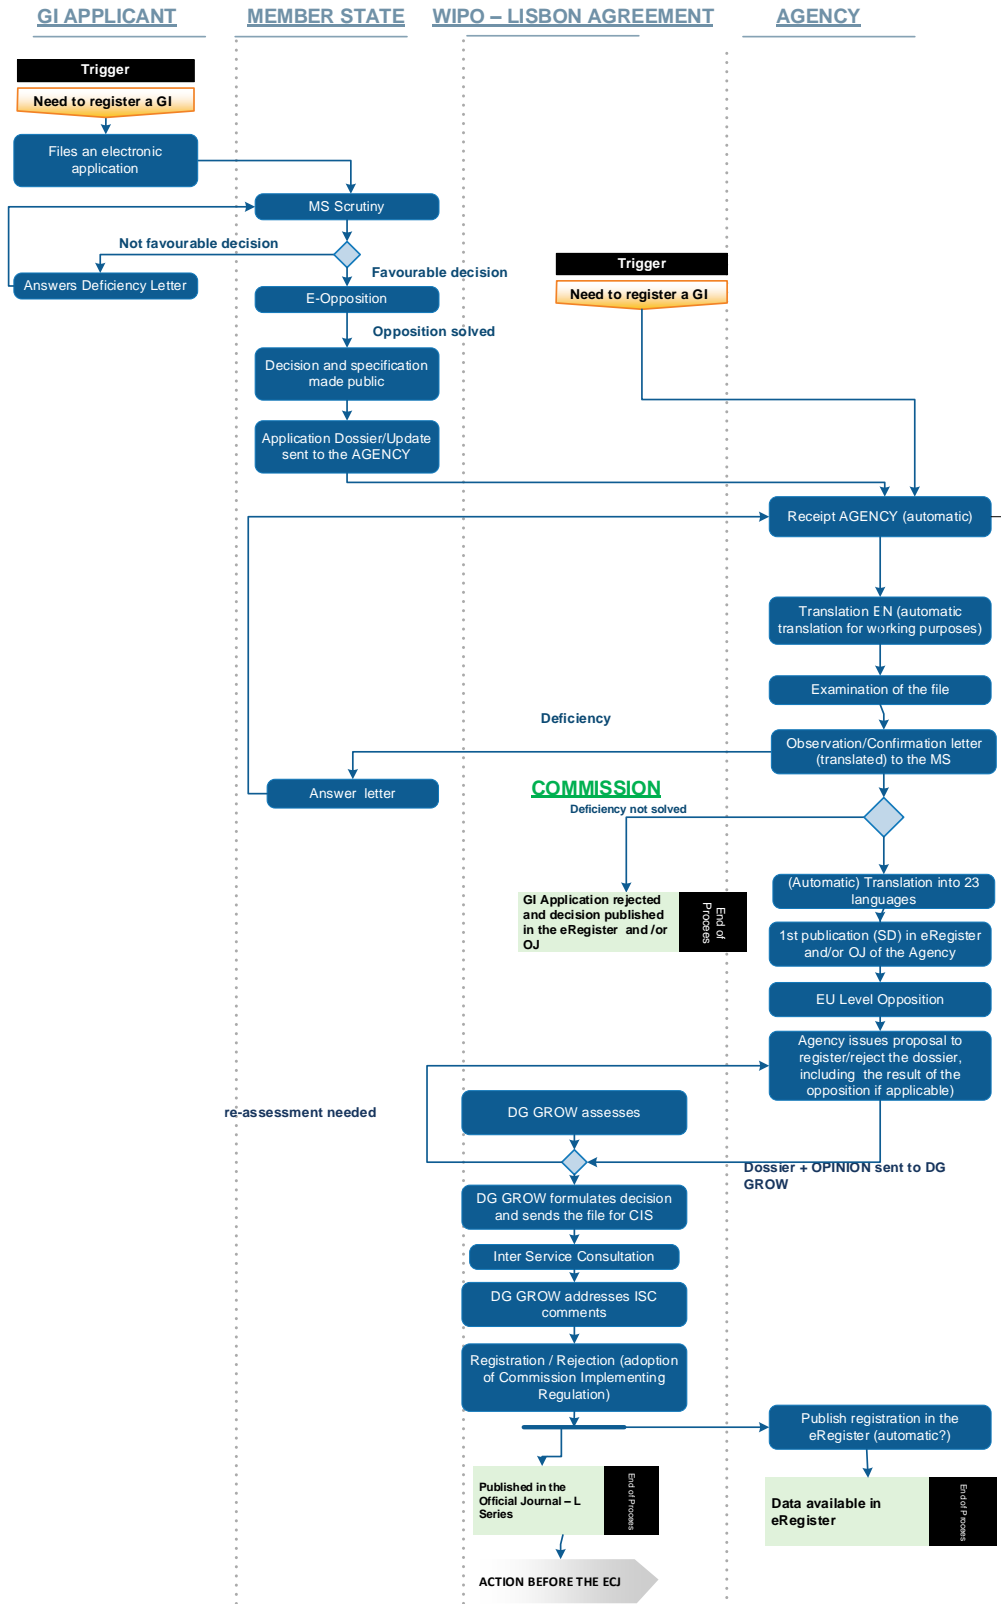 GI APPLICANT
MEMBER STATE
WIPO – LISBON AGREEMENT
AGENCY
Trigger
Need to register a GI
Files an electronic
application
MS Scrutiny
Not favourable decision
Answers Deficiency Letter
Favourable decision
E-Opposition
Opposition solved
Decision and specification
made public
Application Dossier/Update
sent to the AGENCY
Trigger
Need to register a GI
Receipt AGENCY (automatic)
Translation EN (automatic
translation for working purposes)
Examination of the file
Deficiency
Observation/Confirmation letter
(translated) to the MS
Answer letter
COMMISSION
Deficiency not solved
GI Application rejected
and decision published
in the eRegister and /or
OJ
End of
Procees
(Automatic) Translation into 23
languages
1st publication (SD) in eRegister
and/or OJ of the Agency
EU Level Opposition
Agency issues proposal to
register/reject the dossier,
including the result of the
opposition if applicable)
re-assessment needed
DG GROW assesses
Dossier + OPINION sent to DG
GROW
DG GROW formulates decision
and sends the file for CIS
Inter Service Consultation
DG GROW addresses ISC
comments
Registration / Rejection (adoption
of Commission Implementing
Regulation)
Publish registration in the
eRegister (automatic?)
Published in the
Official Journal – L
Series
End of Procees
Data available in
eRegister
End of Procees
ACTION BEFORE THE ECJ